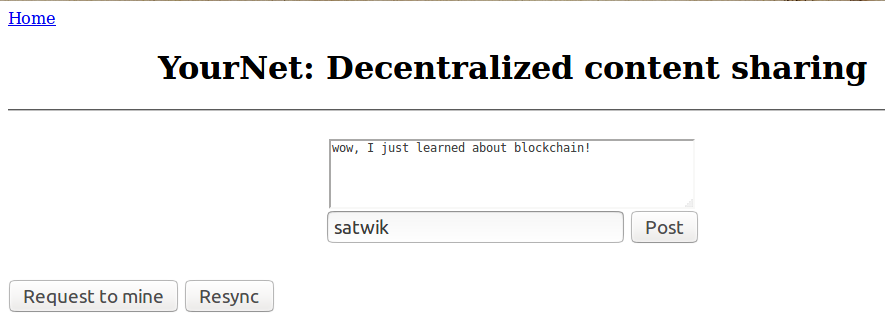 Home
YourNet: Decentralized content sharing
wow, I just learned about blockchain!
satwik Post
Request to mine Resync